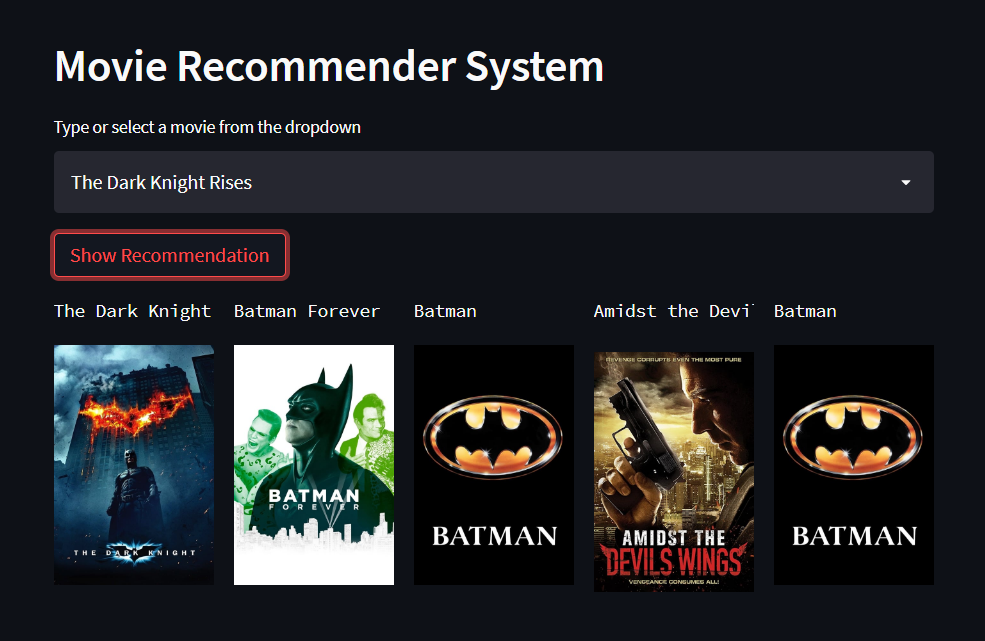 Movie Recommender System
Type or select a movie from the dropdown
The Dark Knight Rises
Show Recommendation
The Dark Knight
Batman Forever
Batman
Amidst the Devi
Batman
THE DARK KNIGHT
BATMAN
FOREVER
BATMAN
REVENGE CORRUPTS EVEN THE MOST PURE
AMIDST THE
DEVILS WINGS
VENGEANCE CONSUMES ALL!
BATMAN